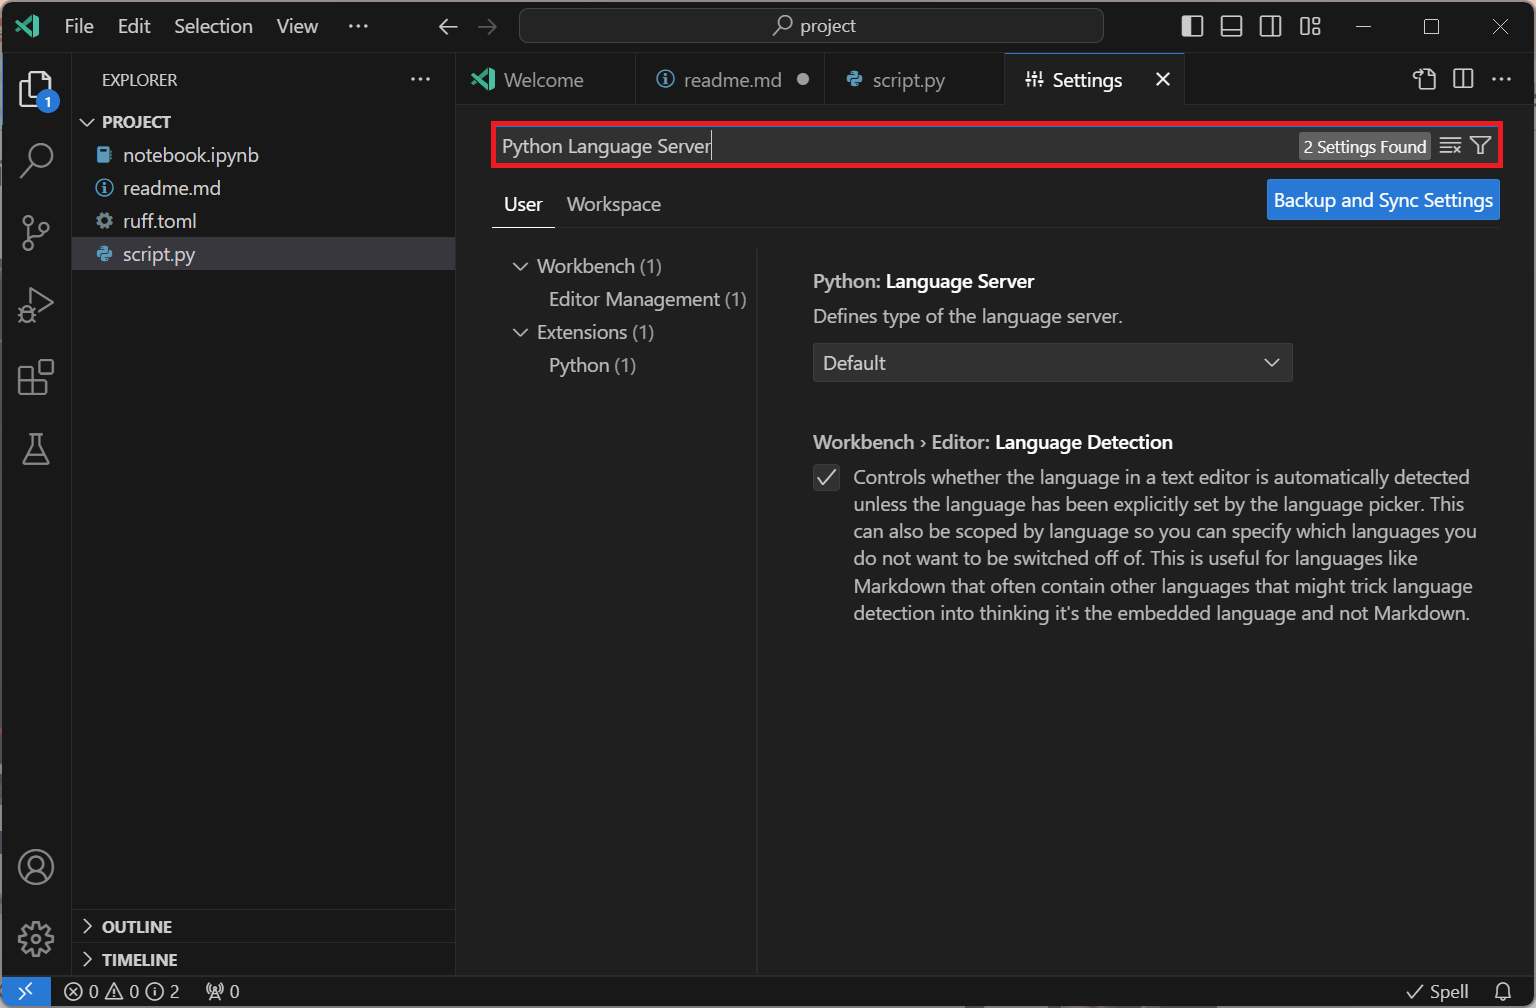 File Edit Selection View ··· project
EXPLORER ···
1
PROJECT
notebook.ipynb
readme.md
ruff.toml
script.py
OUTLINE
TIMELINE
Welcome readme.md script.py Settings
Python Language Server 2 Settings Found
User Workspace Backup and Sync Settings
Workbench (1)
Editor Management (1)
Extensions (1)
Python (1)
Python: Language Server
Defines type of the language server.
Default
Workbench › Editor: Language Detection
Controls whether the language in a text editor is automatically detected
unless the language has been explicitly set by the language picker. This
can also be scoped by language so you can specify which languages you
do not want to be switched off of. This is useful for languages like
Markdown that often contain other languages that might trick language
detection into thinking it's the embedded language and not Markdown.
0 0 2 0 Spell